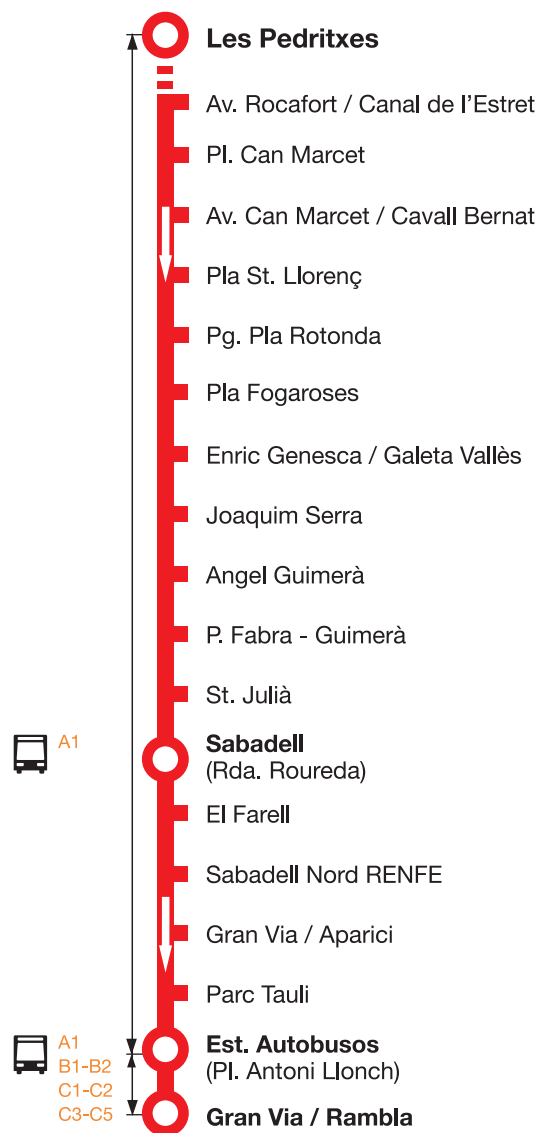 Les Pedritxes
Av. Rocafort / Canal de l'Estret
Pl. Can Marcet
Av. Can Marcet / Cavall Bernat
Pla St. Llorenç
Pg. Pla Rotonda
Pla Fogaroses
Enric Genesca / Galeta Vallès
Joaquim Serra
Angel Guimerà
P. Fabra - Guimerà
St. Julià
A1
Sabadell
(Rda. Roureda)
El Farell
Sabadell Nord RENFE
Gran Via / Aparici
Parc Tauli
A1
B1-B2
C1-C2
C3-C5
Est. Autobusos
(Pl. Antoni Llonch)
Gran Via / Rambla